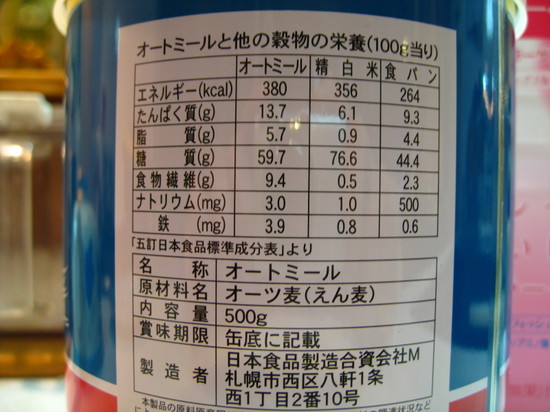 オートミールと他の穀物の栄養(100g当り)
オートミール 精白米 食パン
エネルギー(kcal) 380 356 264
たんぱく質(g) 13.7 6.1 9.3
脂質(g) 5.7 0.9 4.4
糖質(g) 59.7 76.6 44.4
食物繊維(g) 9.4 0.5 2.3
ナトリウム(mg) 3.0 1.0 500
鉄(mg) 3.9 0.8 0.6
「五訂日本食品標準成分表」より
名称 オートミール
原材料名 オーツ麦(えん麦)
内容量 500g
賞味期限 缶底に記載
製造者 日本食品製造合資会社M
札幌市西区八軒1条
西1丁目2番10号